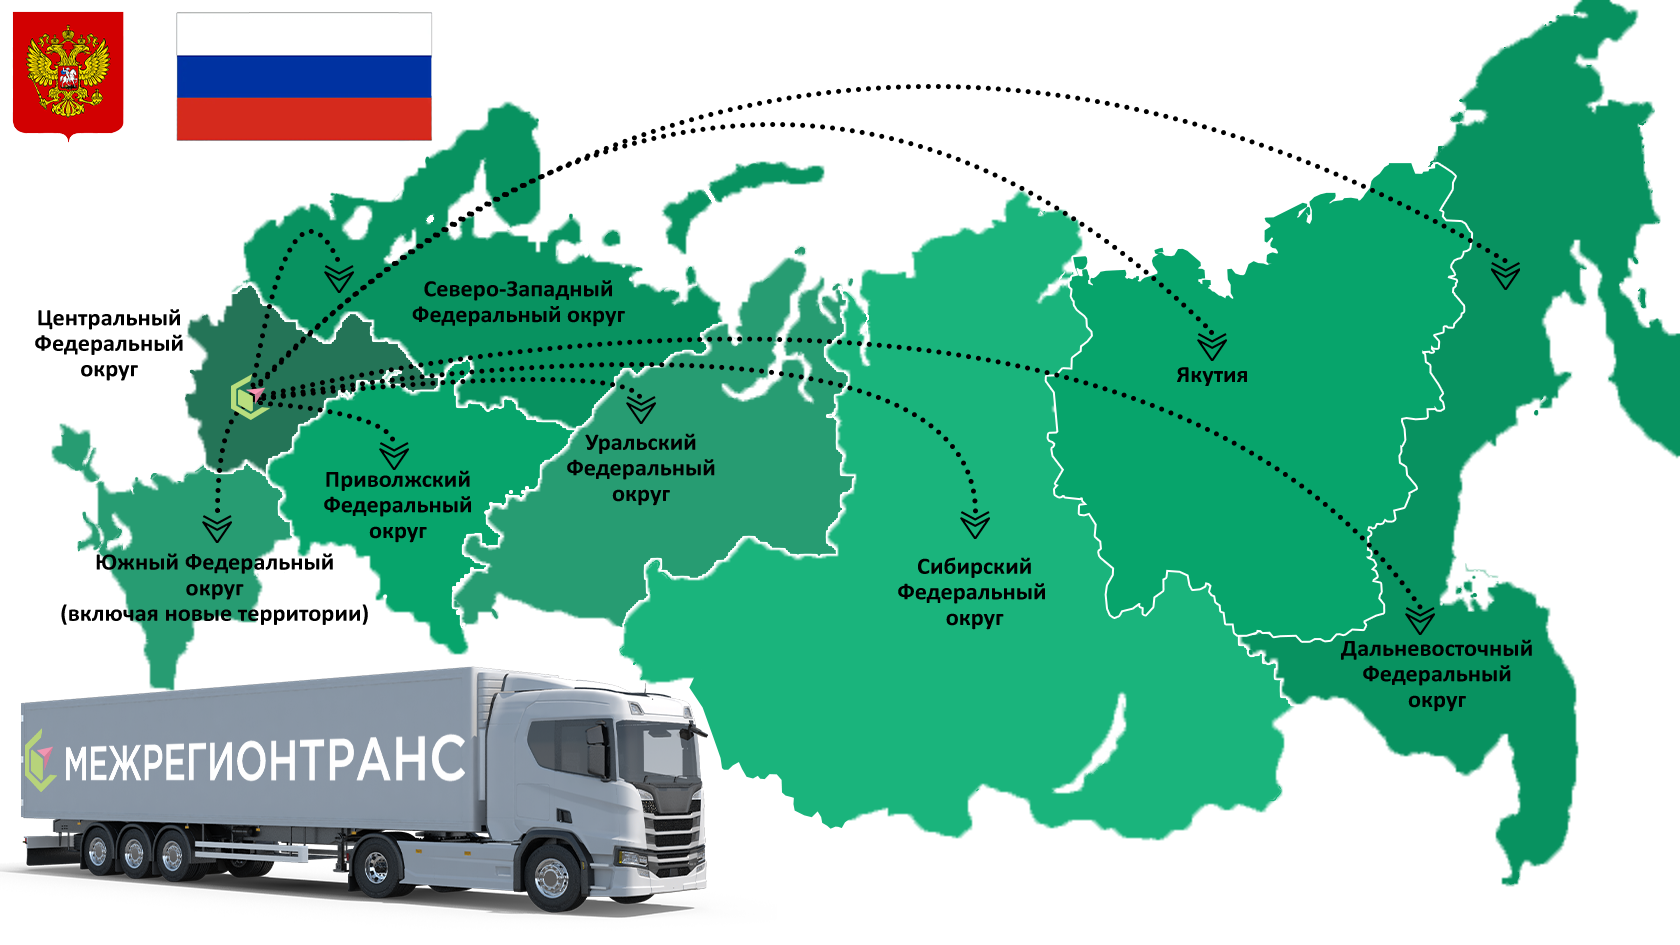 Северо-Западный
Федеральный округ
Центральный
Федеральный
округ
Якутия
Уральский
Федеральный
округ
Приволжский
Федеральный
округ
Южный Федеральный
округ
(включая новые территории)
Сибирский
Федеральный
округ
Дальневосточный
Федеральный
округ
МЕЖРЕГИОНТРАНС